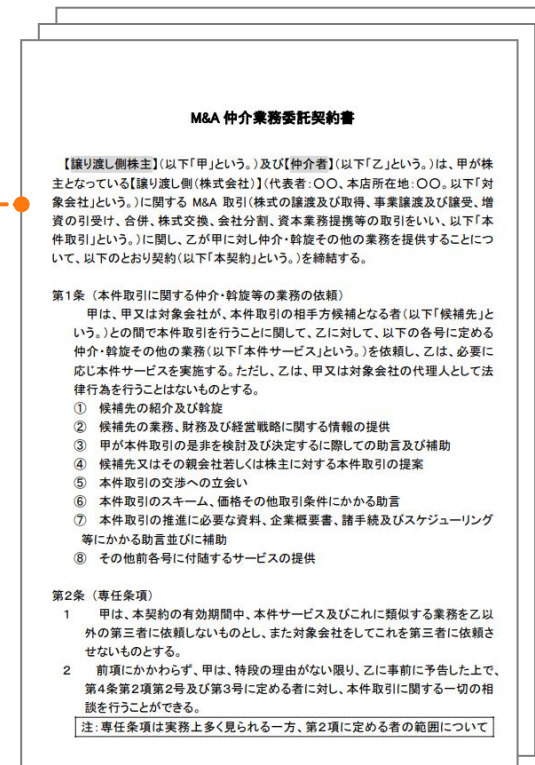 M&A 仲介業務委託契約書
【譲り渡し側株主】(以下「甲」という。)及び【仲介者】(以下「乙」という。)は、甲が株
主となっている【譲り渡し側(株式会社)】(代表者:〇〇、本店所在地:〇〇。以下「対
象会社」という。)に関する M&A 取引(株式の譲渡及び取得、事業譲渡及び譲受、増
資の引受け、合併、株式交換、会社分割、資本業務提携等の取引をいい、以下「本
件取引」という。)に関し、乙が甲に対し仲介・斡旋その他の業務を提供することにつ
いて、以下のとおり契約(以下「本契約」という。)を締結する。
第1条 (本件取引に関する仲介・斡旋等の業務の依頼)
甲は、甲又は対象会社が、本件取引の相手方候補となる者(以下「候補先」と
いう。)との間で本件取引を行うことに関して、乙に対して、以下の各号に定める
仲介・斡旋その他の業務(以下「本件サービス」という。)を依頼し、乙は、必要に
応じ本件サービスを実施する。ただし、乙は、甲又は対象会社の代理人として法
律行為を行うことはないものとする。
① 候補先の紹介及び斡旋
② 候補先の業務、財務及び経営戦略に関する情報の提供
③ 甲が本件取引の是非を検討及び決定するに際しての助言及び補助
④ 候補先又はその親会社若しくは株主に対する本件取引の提案
⑤ 本件取引の交渉への立会い
⑥ 本件取引のスキーム、価格その他取引条件にかかる助言
⑦ 本件取引の推進に必要な資料、企業概要書、諸手続及びスケジューリング
等にかかる助言並びに補助
⑧ その他前各号に付随するサービスの提供
第2条 (専任条項)
1 甲は、本契約の有効期間中、本件サービス及びこれに類似する業務を乙以
外の第三者に依頼しないものとし、また対象会社をしてこれを第三者に依頼さ
せないものとする。
2 前項にかかわらず、甲は、特段の理由がない限り、乙に事前に予告した上で、
第4条第2項第2号及び第3号に定める者に対し、本件取引に関する一切の相
談を行うことができる。
注:専任条項は実務上多く見られる一方、第2項に定める者の範囲について